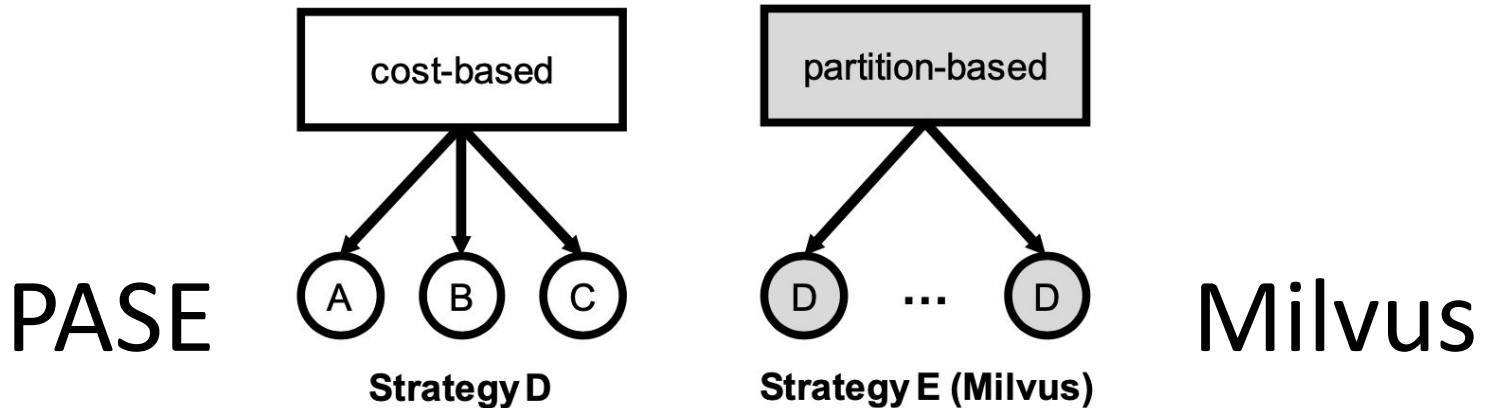 cost-based
partition-based
PASE
A
B
C
D
...
D
Milvus
Strategy D
Strategy E (Milvus)